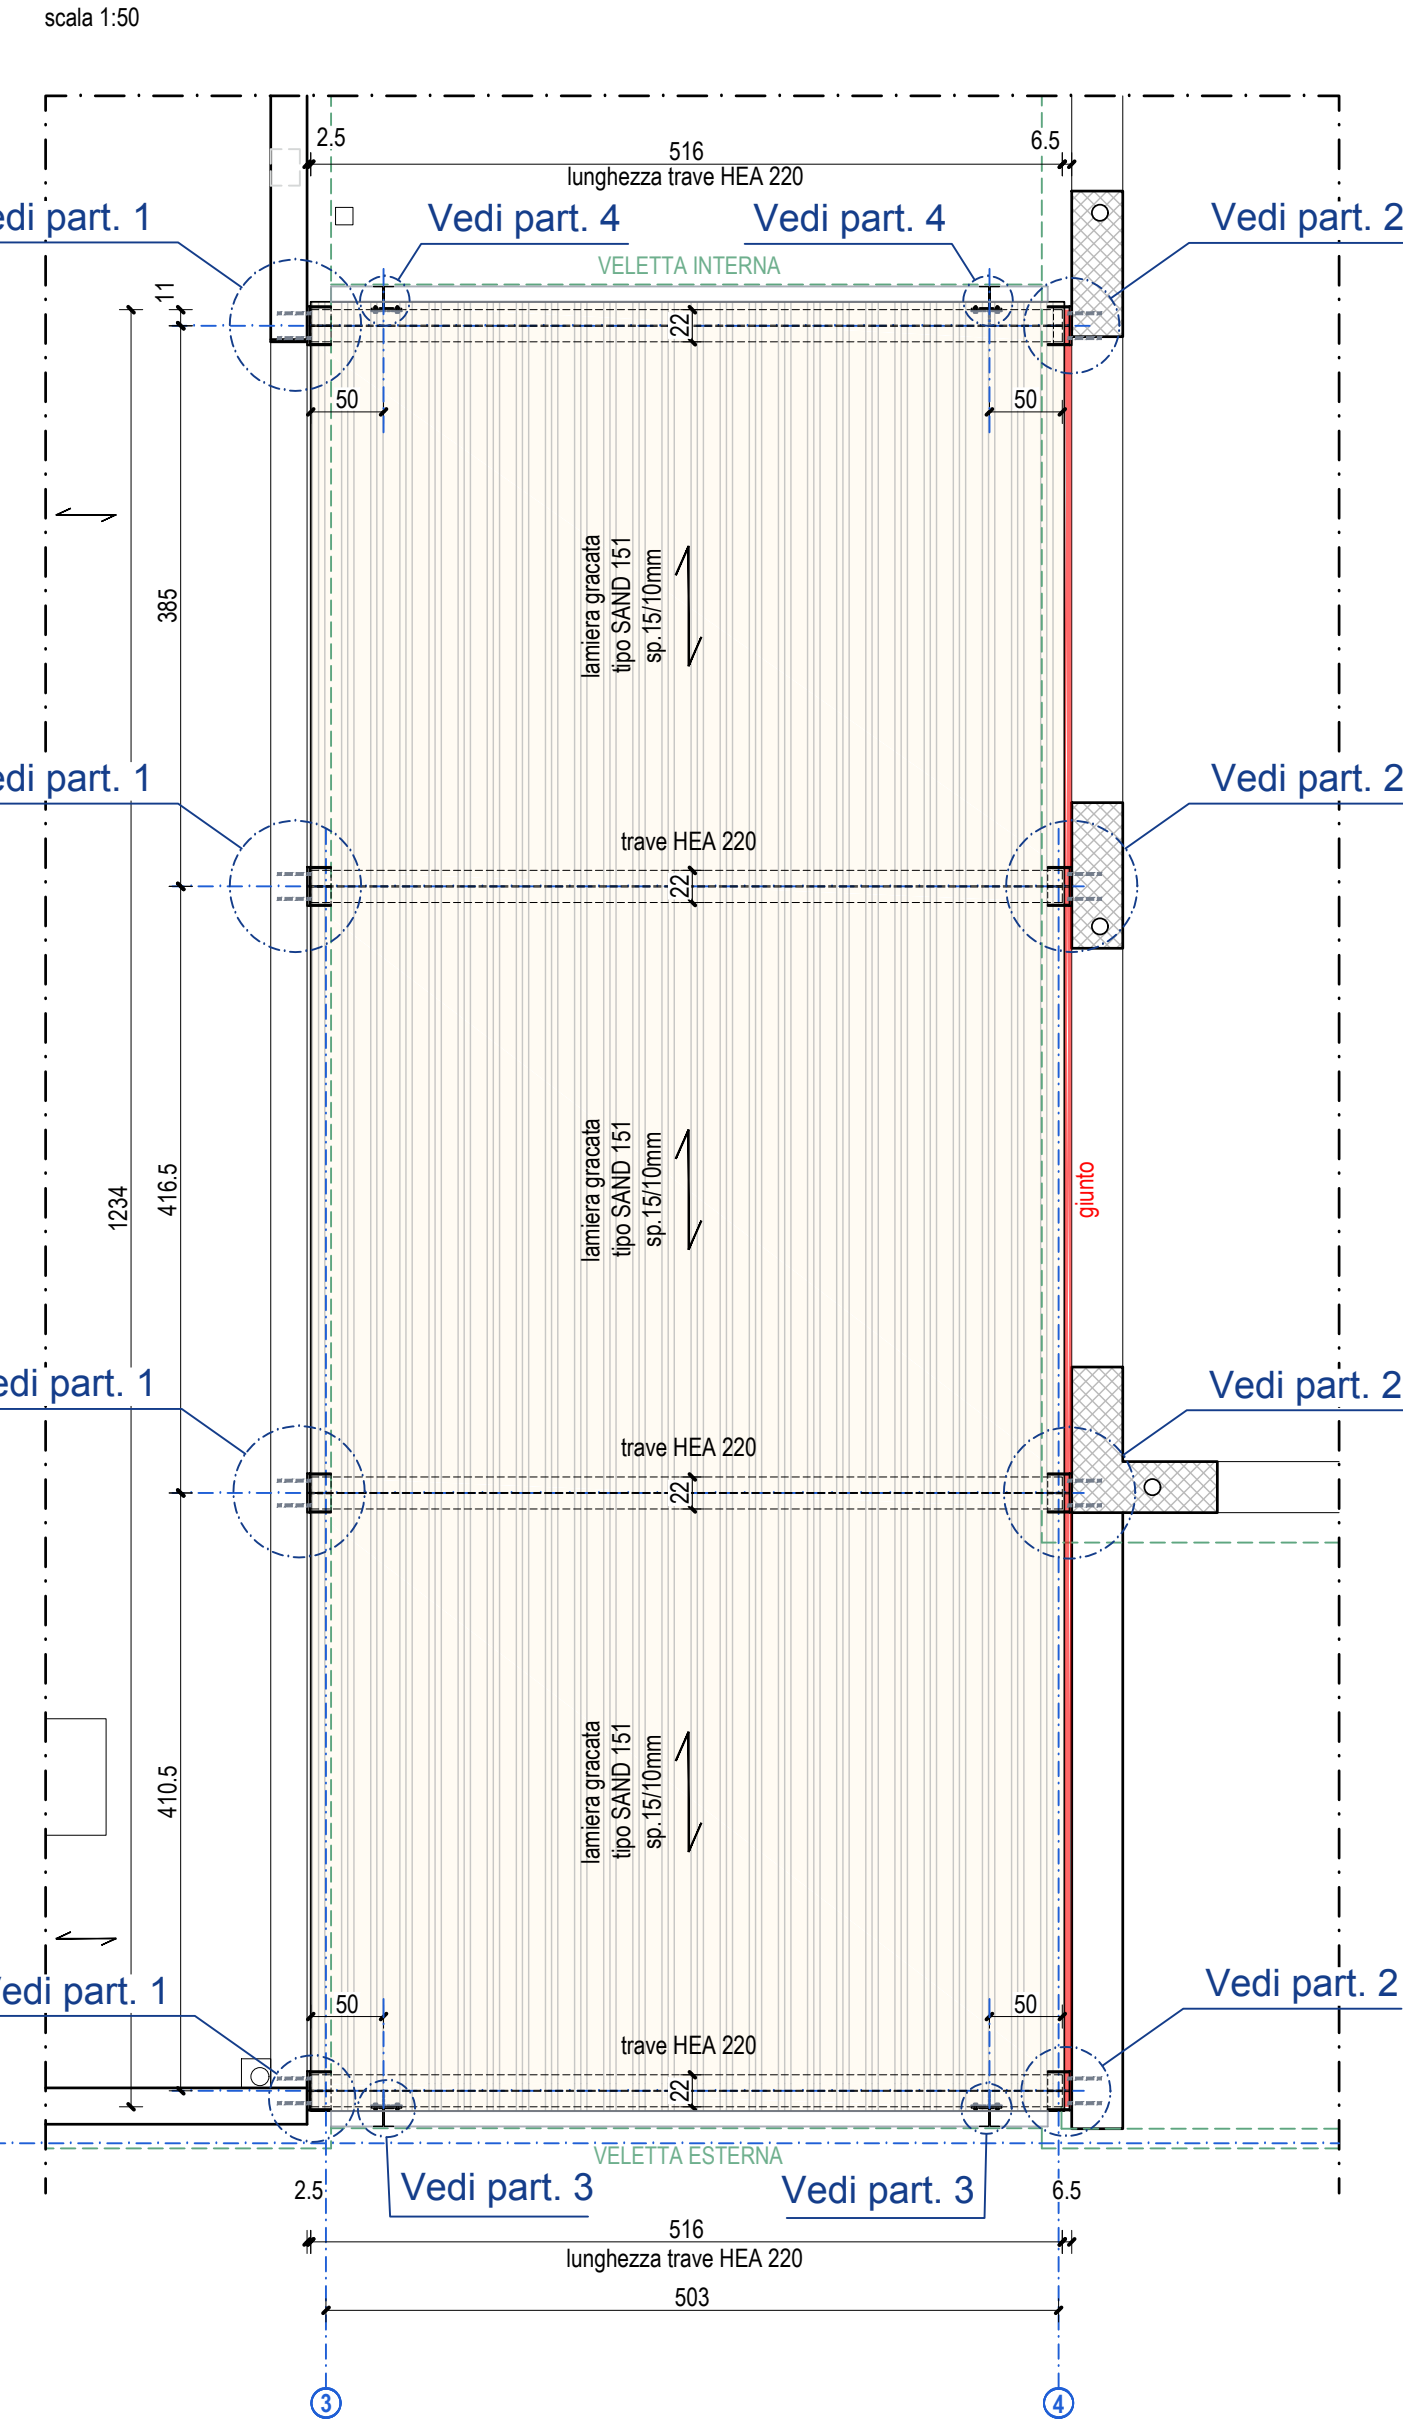 scala 1:50
2.5
516
6.5
lunghezza trave HEA 220
edi part. 1
Vedi part. 4
Vedi part. 4
Vedi part. 2
VELETTA INTERNA
11
22
50
50
385
lamiera gracata
tipo SAND 151
sp.15/10mm
edi part. 1
Vedi part. 2
trave HEA 220
22
1234
416.5
lamiera gracata
tipo SAND 151
sp.15/10mm
giunto
edi part. 1
Vedi part. 2
trave HEA 220
22
410.5
lamiera gracata
tipo SAND 151
sp.15/10mm
Vedi part. 1
Vedi part. 2
50
50
trave HEA 220
22
VELETTA ESTERNA
2.5
Vedi part. 3
Vedi part. 3
6.5
516
lunghezza trave HEA 220
503
3
4